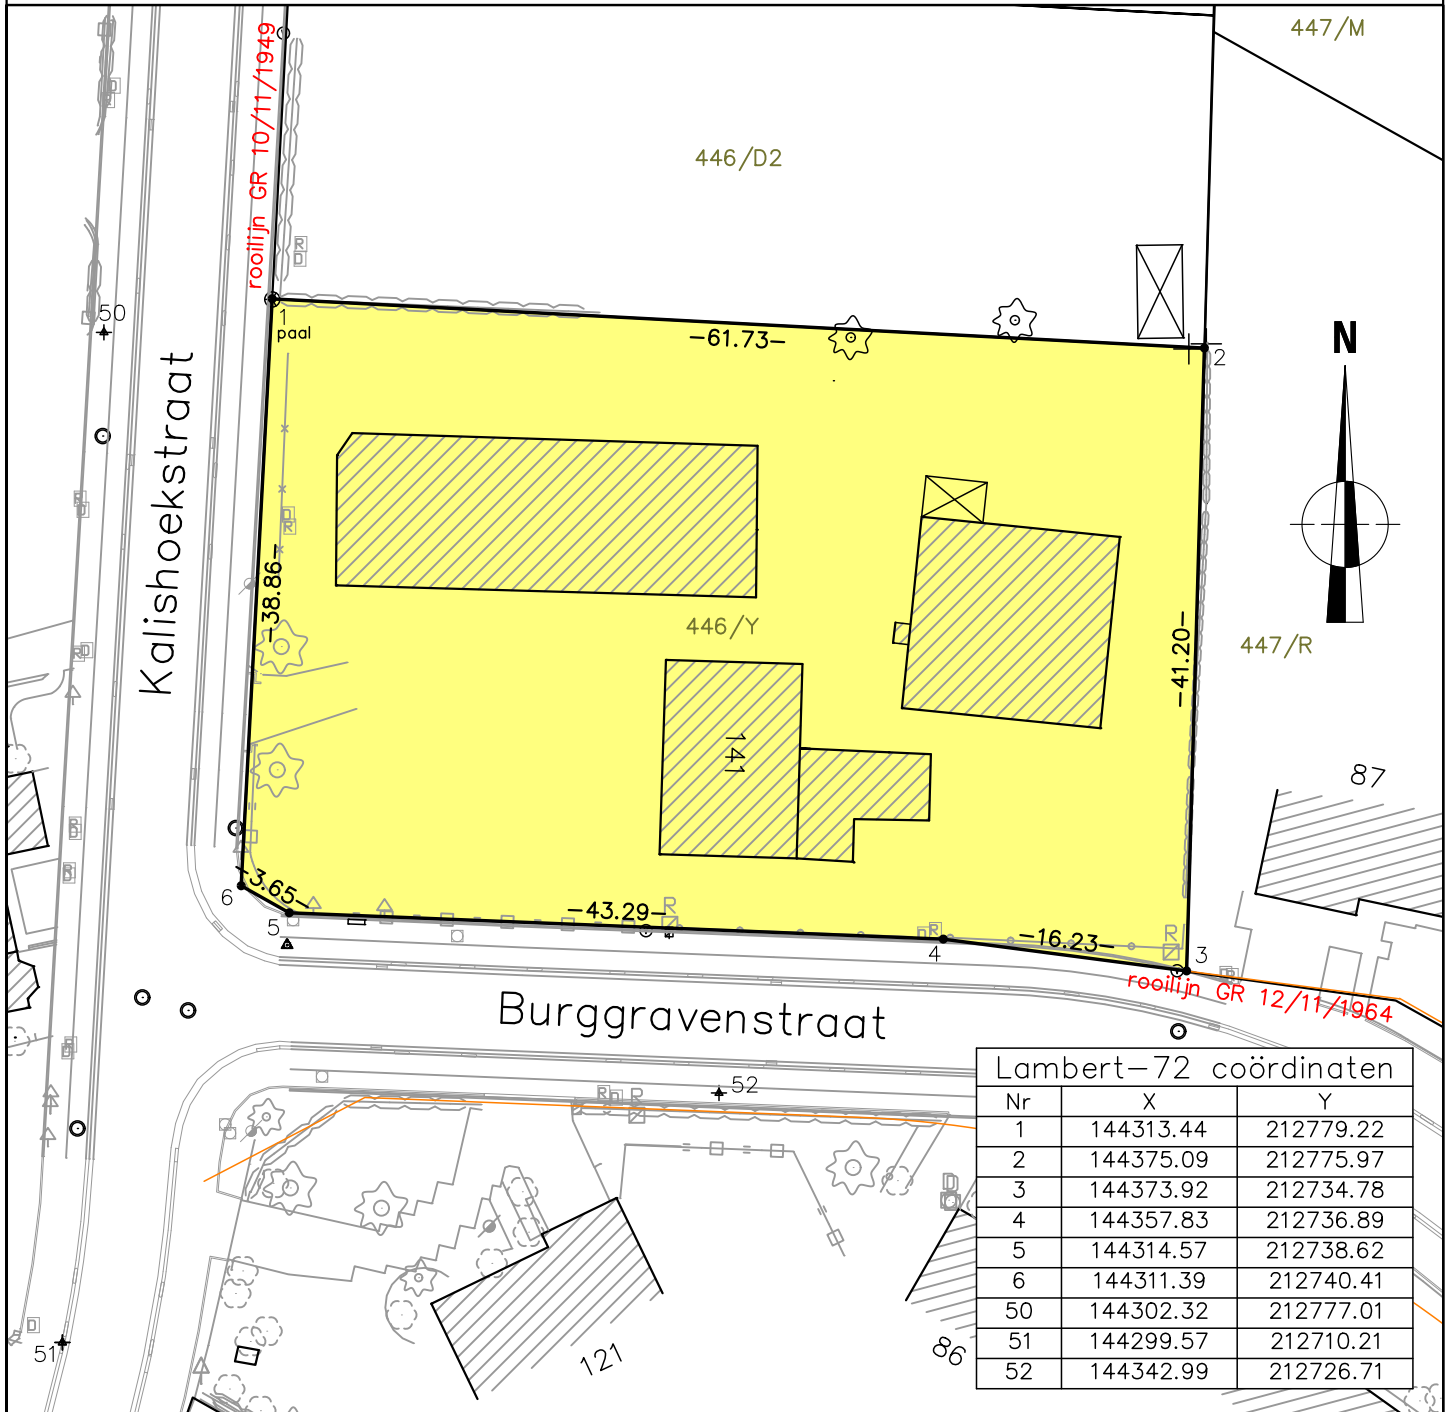 447/M
rooilijn GR 10/11/1949
446/D2
R
D
50
1
paal
-61.73-
2
N
Kalishoekstraat
D
R
-38.86-
446/Y
-41.20-
447/R
141
87
6
-3.65-
5
-43.29-
R
R
4
-16.23-
R
3
rooilijn GR 12/11/1964
Burggravenstraat
52
R
D
R
D
51
D
121
86
Lambert-72 coördinaten
Nr X Y
1 144313.44 212779.22
2 144375.09 212775.97
3 144373.92 212734.78
4 144357.83 212736.89
5 144314.57 212738.62
6 144311.39 212740.41
50 144302.32 212777.01
51 144299.57 212710.21
52 144342.99 212726.71